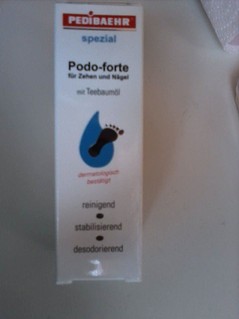 PEDIBAEHR
spezial
Podo-forte
für Zehen und Nägel
mit Teebaumöl
dermatologisch
bestätigt
reinigend
stabilisierend
desodorierend